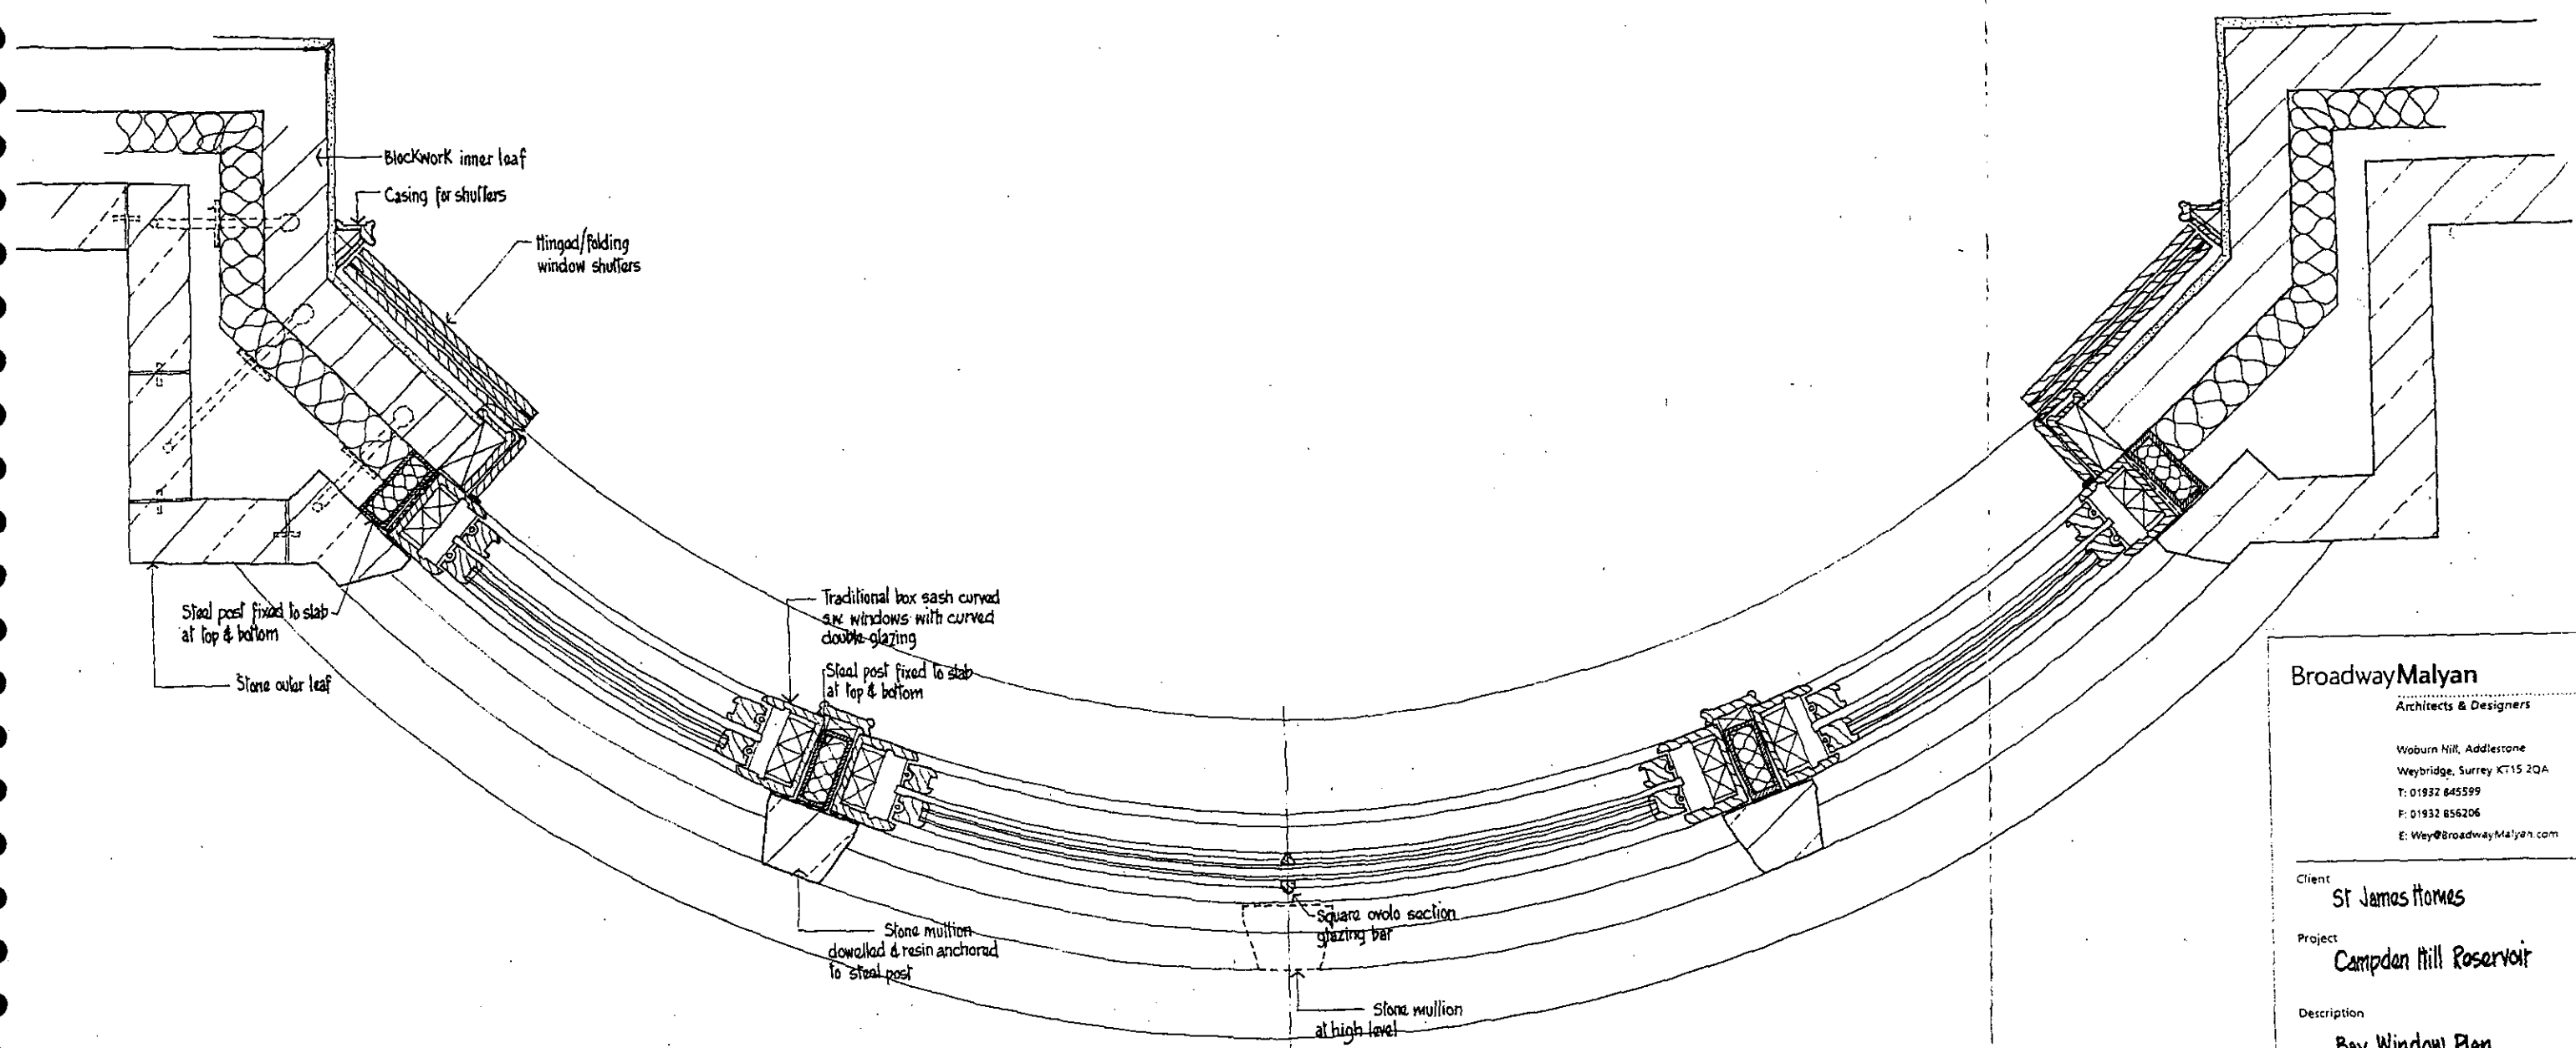 Blockwork inner leaf
Casing for shutters
Hinged/folding
window shutters
Steel post fixed to slab
at top & bottom
Stone outer leaf
Traditional box sash curved
s.w. windows with curved
double glazing
Steel post fixed to slab
at top & bottom
Stone mullion
dowelled & resin anchored
to steel post
Square ovolo section
glazing bar
Stone mullion
at high level
BroadwayMalyan
Architects & Designers
Woburn Hill, Addlestone
Weybridge, Surrey KT15 2QA
T: 01932 845599
F: 01932 856206
E: Wey@BroadwayMalyan.com
Client
St James Homes
Project
Campden Hill Reservoir
Description
Bay Window Plan